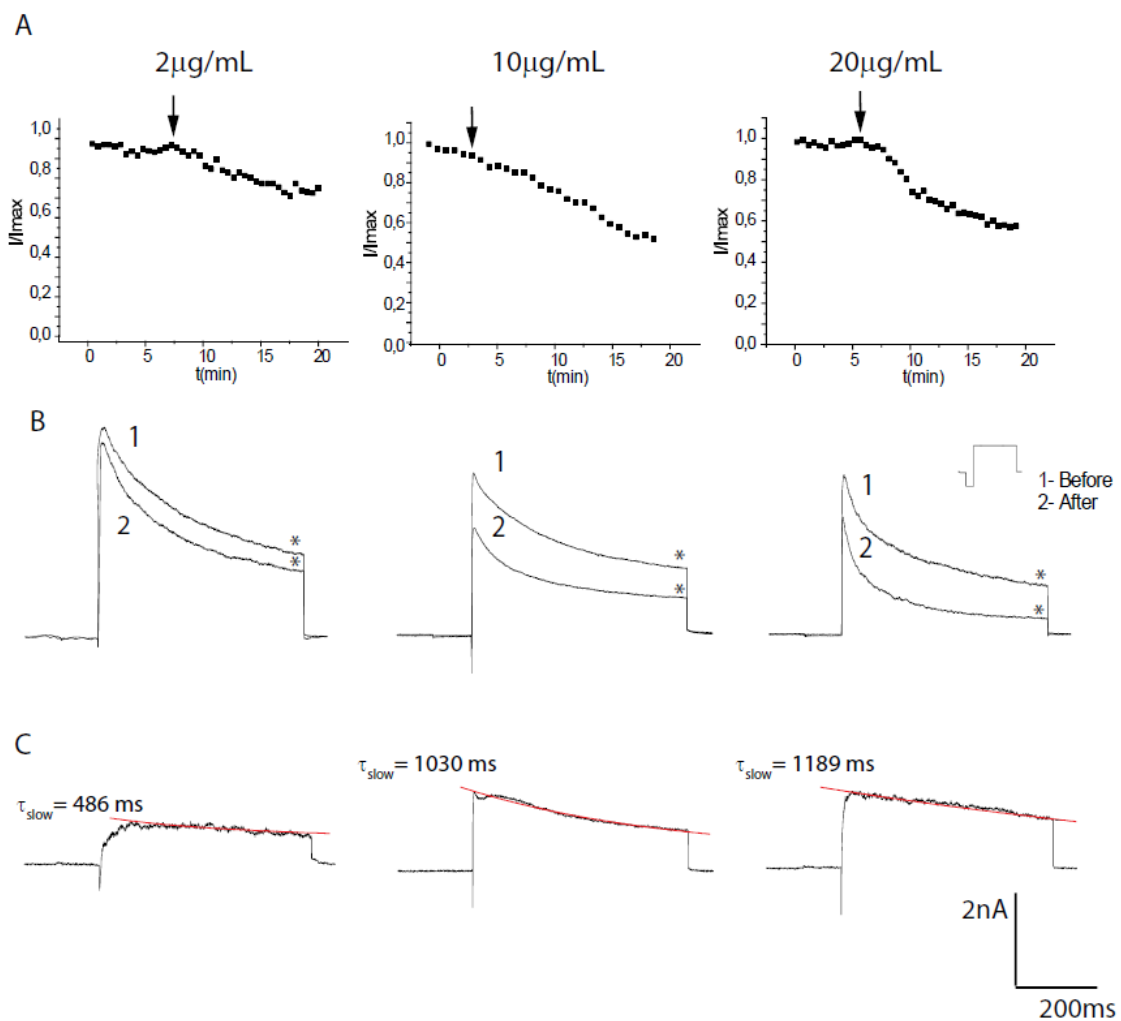 A
2μg/mL
10μg/mL
20μg/mL
1,0
0,8
0,6
0,4
0,2
0,0
I/Imax
0 5 10 15 20
t(min)
1,0
0,8
0,6
0,4
0,2
0,0
I/Imax
0 5 10 15 20
t(min)
1,0
0,8
0,6
0,4
0,2
0,0
I/Imax
0 5 10 15 20
t(min)
B
1
2
*
*
1
2
*
*
1
2
*
*
1- Before
2- After
C
τslow= 486 ms
τslow= 1030 ms
τslow= 1189 ms
2nA
200ms